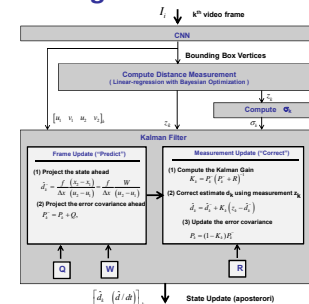 I_i k^th video frame
CNN
Bounding Box Vertices
Compute Distance Measurement
( Linear-regression with Bayesian Optimization )
z_k
Compute σ_k
[u_1 v_1 u_2 v_2]_k z_k σ_k
Kalman Filter
Frame Update (“Predict”)
(1) Project the state ahead
(2) Project the error covariance ahead
P_k^- = P_k + Q_k
Q
W
Measurement Update (“Correct”)
(1) Compute the Kalman Gain
K_k = P_k^- (P_k^- + R)^-1
(2) Correct estimate d_k using measurement z_k
d̂_k = d̂_k^- + K_k (z_k - d̂_k^-)
(3) Update the error covariance
P_k = (1 - K_k) P_k^-
R
[d̂_k (d̂ / dt)] State Update (aposterori)